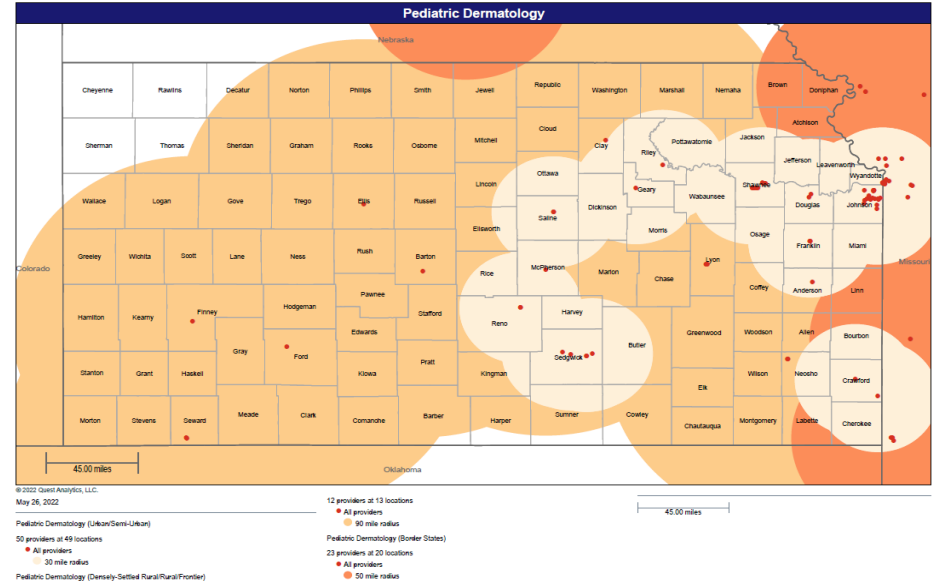 Pediatric Dermatology
Nebraska
Cheyenne Rawlins Decatur Norton Phillips Smith Jewell Republic Washington Marshall Nemaha Brown Doniphan
Atchison
Sherman Thomas Sheridan Graham Rooks Osborne Mitchell Cloud Clay Riley Pottawatomie Jackson Jefferson Leavenworth Wyandotte
Wallace Logan Gove Trego Ellis Russell Lincoln Ottawa Saline Dickinson Geary Wabaunsee Shawnee Douglas Johnson
Ellsworth Morris Osage Franklin Miami
Greeley Wichita Scott Lane Ness Rush Barton Rice McPherson Marion Chase Lyon Coffey Anderson Linn
Colorado
Missouri
Pawnee
Hamilton Kearny Finney Hodgeman Stafford Reno Harvey
Gray Ford Edwards Sedgwick Butler Greenwood Woodson Allen Bourbon
Stanton Grant Haskell Kiowa Pratt Kingman Elk Wilson Neosho Crawford
Morton Stevens Seward Meade Clark Comanche Barber Harper Sumner Cowley Chautauqua Montgomery Labette Cherokee
45.00 miles
Oklahoma
© 2022 Quest Analytics, LLC.
May 26, 2022
Pediatric Dermatology (Urban/Semi-Urban)
50 providers at 49 locations
All providers
30 mile radius
Pediatric Dermatology (Densely-Settled Rural/Rural/Frontier)
12 providers at 13 locations
All providers
90 mile radius
Pediatric Dermatology (Border States)
23 providers at 20 locations
All providers
50 mile radius
45.00 miles